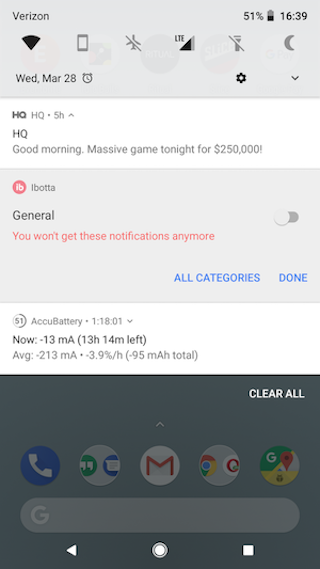 Verizon
51% 16:39
LTE
Wed, Mar 28
HQ HQ • 5h
HQ
Good morning. Massive game tonight for $250,000!
ib Ibotta
General
You won't get these notifications anymore
ALL CATEGORIES DONE
51 AccuBattery • 1:18:01
Now: -13 mA (13h 14m left)
Avg: -213 mA • -3.9%/h (-95 mAh total)
CLEAR ALL
G